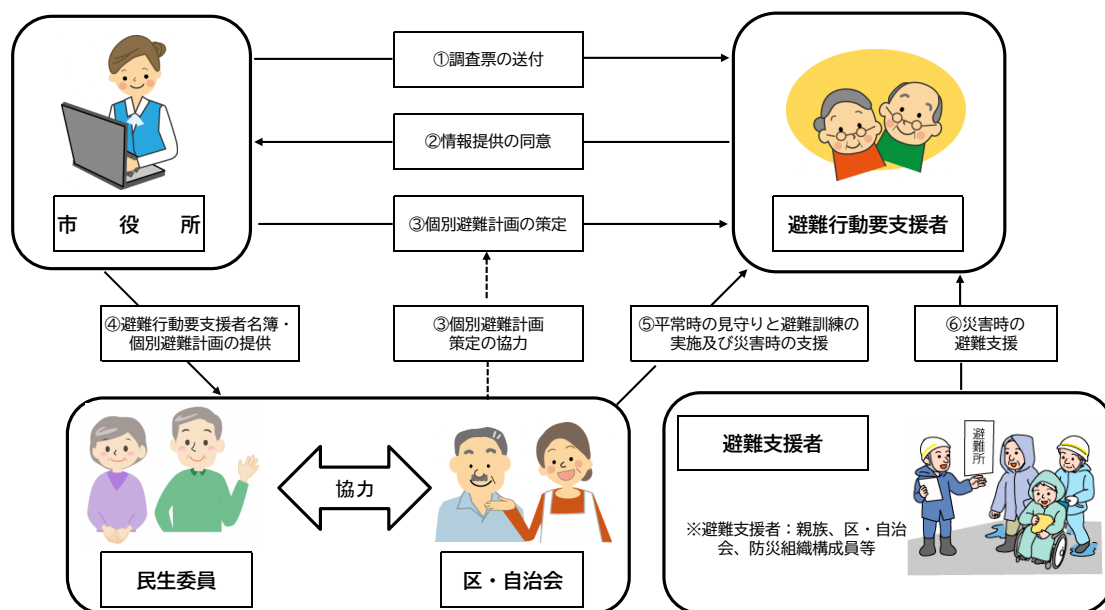 ①調査票の送付
②情報提供の同意
市　役　所
③個別避難計画の策定
避難行動要支援者
④避難行動要支援者名簿・
個別避難計画の提供
③個別避難計画
策定の協力
⑤平常時の見守りと避難訓練の
実施及び災害時の支援
⑥災害時の
避難支援
協力
民生委員
区・自治会
避難支援者
避難所
※避難支援者：親族、区・自治
会、防災組織構成員等